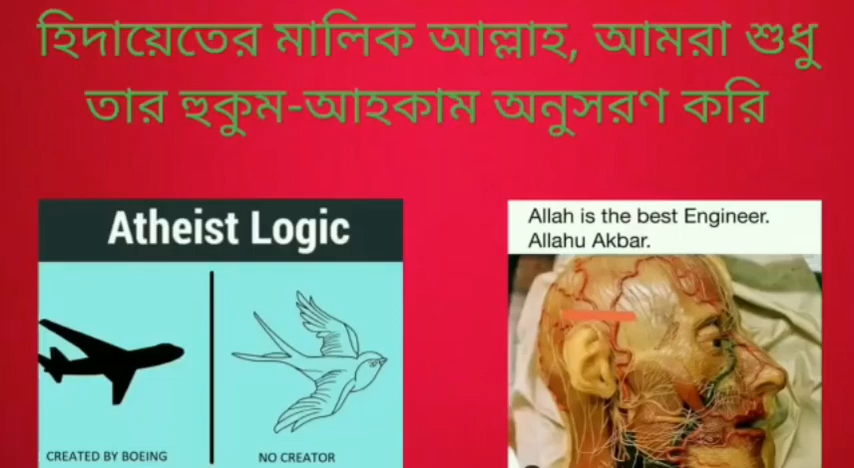 হিদায়েতের মালিক আল্লাহ, আমরা শুধু
তার হুকুম-আহকাম অনুসরণ করি
Atheist Logic
CREATED BY BOEING
NO CREATOR
Allah is the best Engineer.
Allahu Akbar.